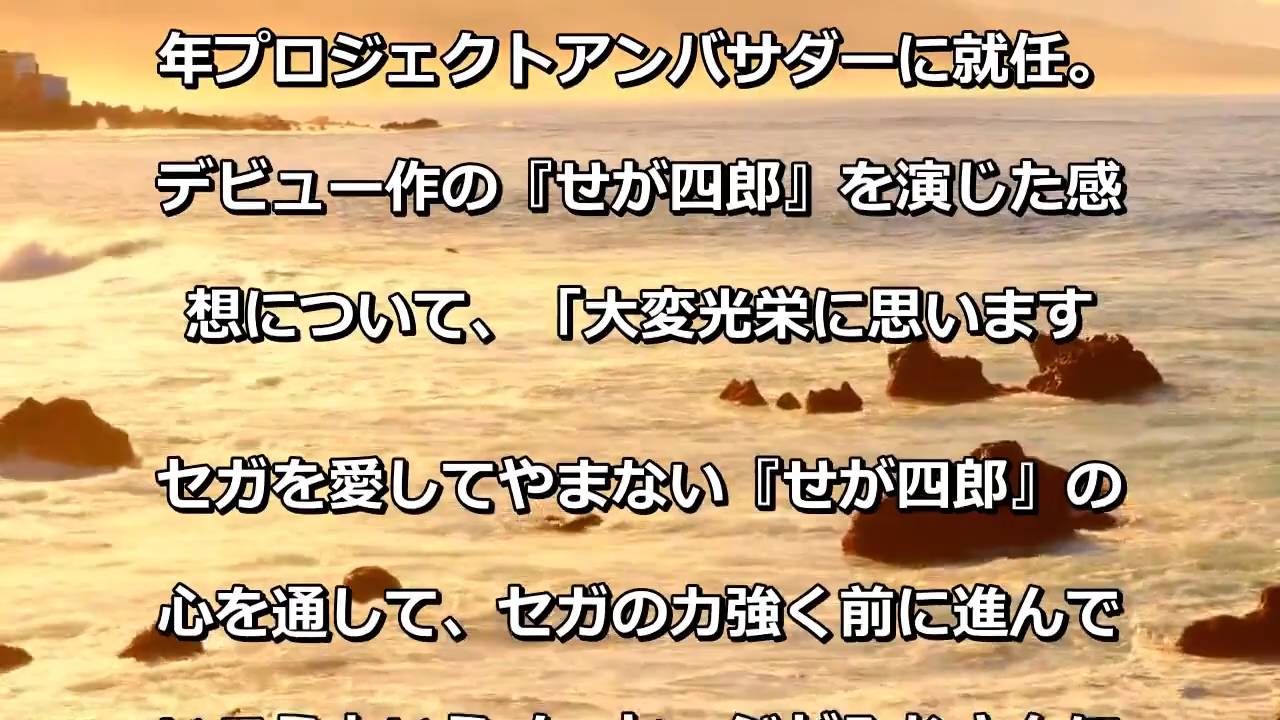 年プロジェクトアンバサダーに就任。
デビュー作の『せが四郎』を演じた感
想について、「大変光栄に思います
セガを愛してやまない『せが四郎』の
心を通して、セガの力強く前に進んで